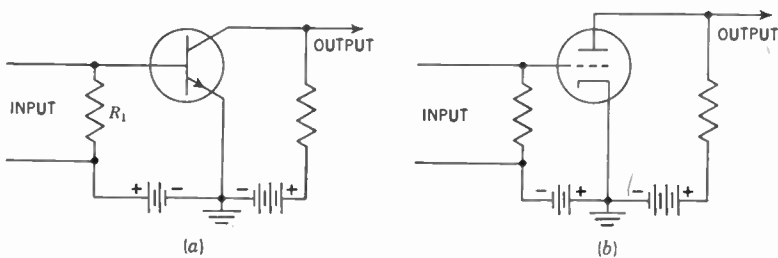 OUTPUT
INPUT
R₁
+ - - +
(a)
OUTPUT
INPUT
- + - +
(b)